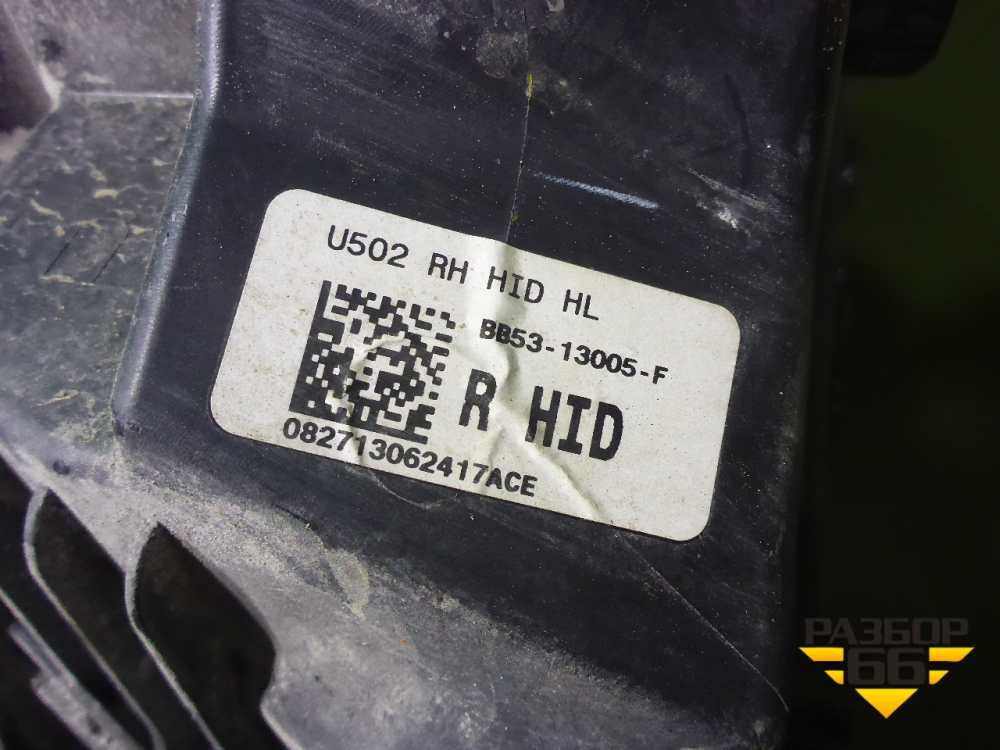 U502 RH HID HL
BB53-13005-F
R HID
082713062417ACE
РАЗБОР
66